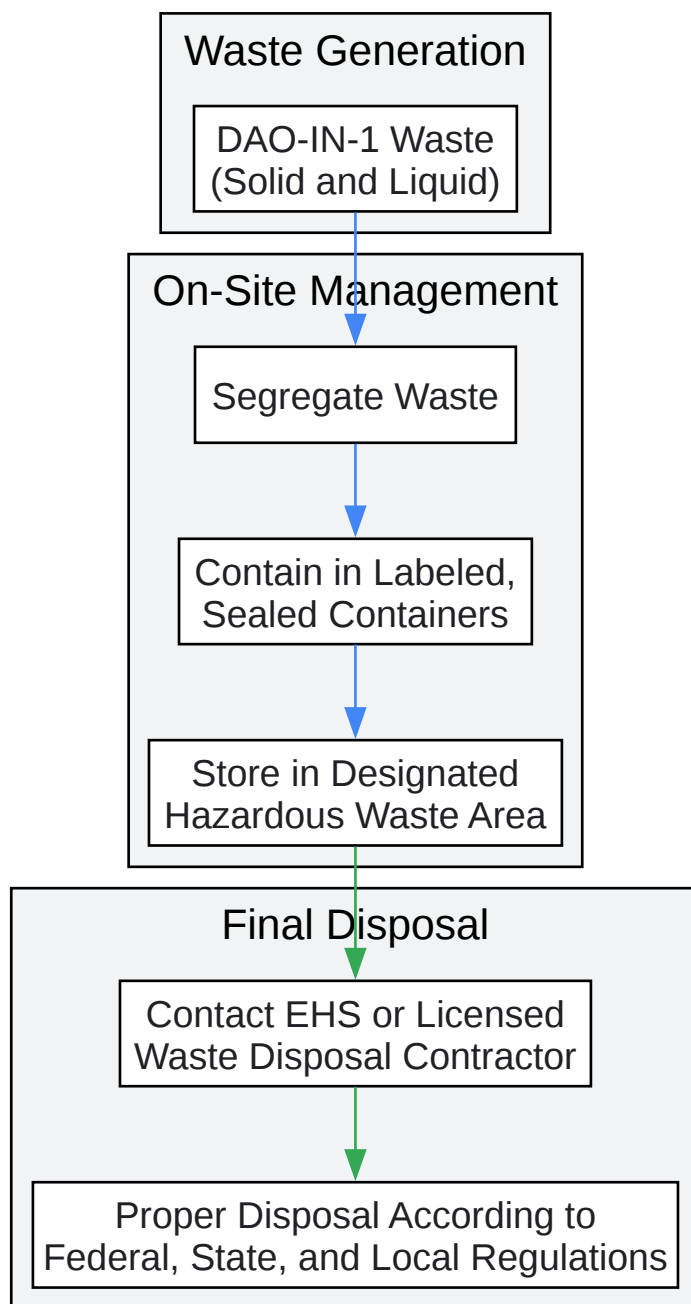 Waste Generation
DAO-IN-1 Waste
(Solid and Liquid)
On-Site Management
Segregate Waste
Contain in Labeled,
Sealed Containers
Store in Designated
Hazardous Waste Area
Final Disposal
Contact EHS or Licensed
Waste Disposal Contractor
Proper Disposal According to
Federal, State, and Local Regulations